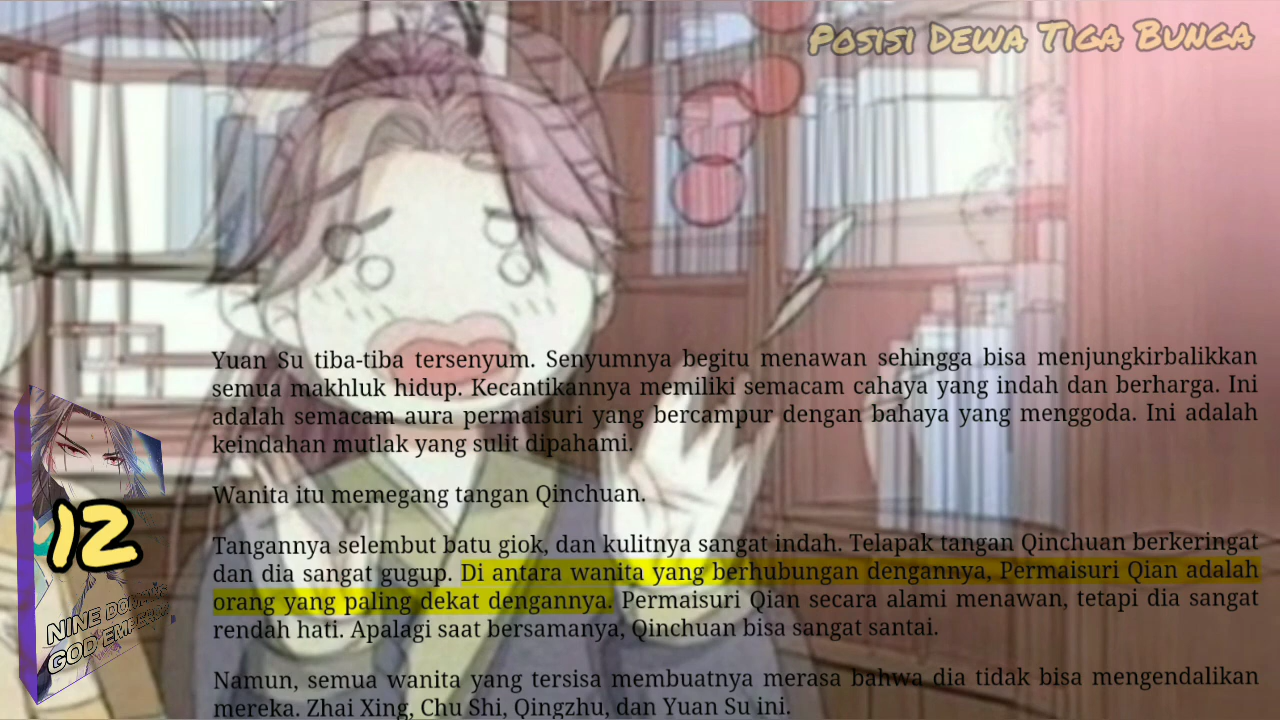 Posisi Dewa Tiga Bunga
Yuan Su tiba-tiba tersenyum. Senyumnya begitu menawan sehingga bisa menjungkirbalikkan
semua makhluk hidup. Kecantikannya memiliki semacam cahaya yang indah dan berharga. Ini
adalah semacam aura permaisuri yang bercampur dengan bahaya yang menggoda. Ini adalah
keindahan mutlak yang sulit dipahami.
Wanita itu memegang tangan Qinchuan.
Tangannya selembut batu giok, dan kulitnya sangat indah. Telapak tangan Qinchuan berkeringat
dan dia sangat gugup. Di antara wanita yang berhubungan dengannya, Permaisuri Qian adalah
orang yang paling dekat dengannya. Permaisuri Qian secara alami menawan, tetapi dia sangat
rendah hati. Apalagi saat bersamanya, Qinchuan bisa sangat santai.
Namun, semua wanita yang tersisa membuatnya merasa bahwa dia tidak bisa mengendalikan
mereka. Zhai Xing, Chu Shi, Qingzhu, dan Yuan Su ini.
12
NINE
GOD EMPEROR